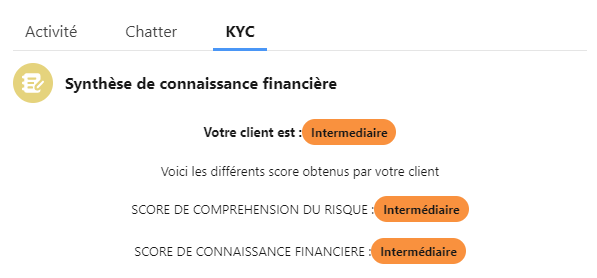 Activité Chatter KYC
Synthèse de connaissance financière
Votre client est : Intermediaire
Voici les différents score obtenus par votre client
SCORE DE COMPREHENSION DU RISQUE : Intermédiaire
SCORE DE CONNAISSANCE FINANCIERE : Intermédiaire